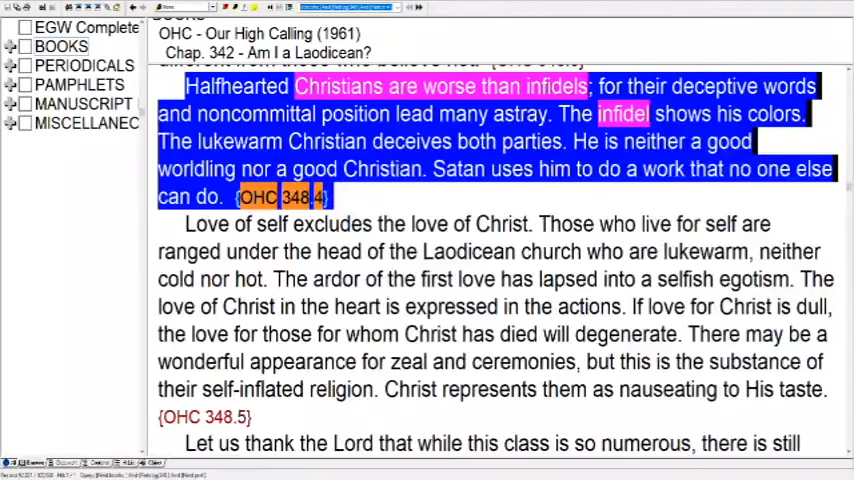 BOOKS
OHC - Our High Calling (1961)
Chap. 342 - Am I a Laodicean?
EGW Complete
BOOKS
PERIODICALS
PAMPHLETS
MANUSCRIPT
MISCELLANEC
Halfhearted Christians are worse than infidels; for their deceptive words
and noncommittal position lead many astray. The infidel shows his colors.
The lukewarm Christian deceives both parties. He is neither a good
worldling nor a good Christian. Satan uses him to do a work that no one else
can do. {OHC 348.4}
Love of self excludes the love of Christ. Those who live for self are
ranged under the head of the Laodicean church who are lukewarm, neither
cold nor hot. The ardor of the first love has lapsed into a selfish egotism. The
love of Christ in the heart is expressed in the actions. If love for Christ is dull,
the love for those for whom Christ has died will degenerate. There may be a
wonderful appearance for zeal and ceremonies, but this is the substance of
their self-inflated religion. Christ represents them as nauseating to His taste.
{OHC 348.5}
Let us thank the Lord that while this class is so numerous, there is still